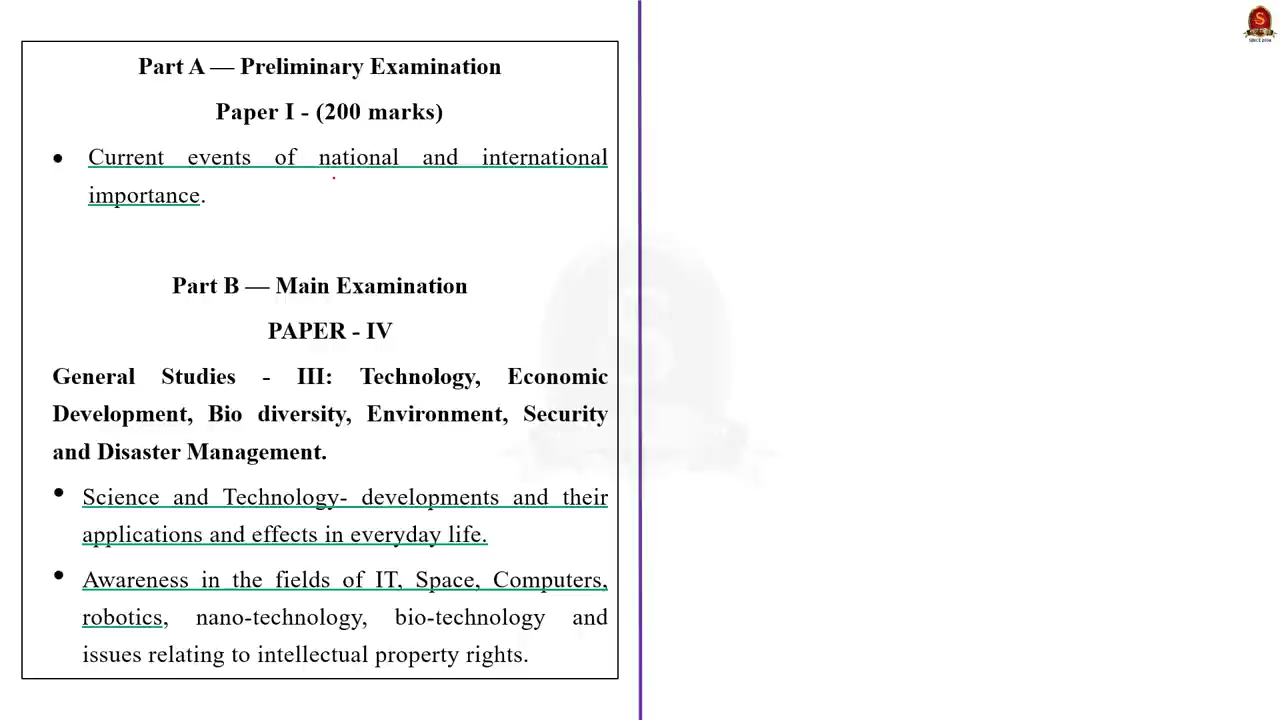 Part A — Preliminary Examination
Paper I - (200 marks)
• Current events of national and international
importance.
Part B — Main Examination
PAPER - IV
General Studies - III: Technology, Economic
Development, Bio diversity, Environment, Security
and Disaster Management.
• Science and Technology- developments and their
applications and effects in everyday life.
• Awareness in the fields of IT, Space, Computers,
robotics, nano-technology, bio-technology and
issues relating to intellectual property rights.
S
SINCE 2004